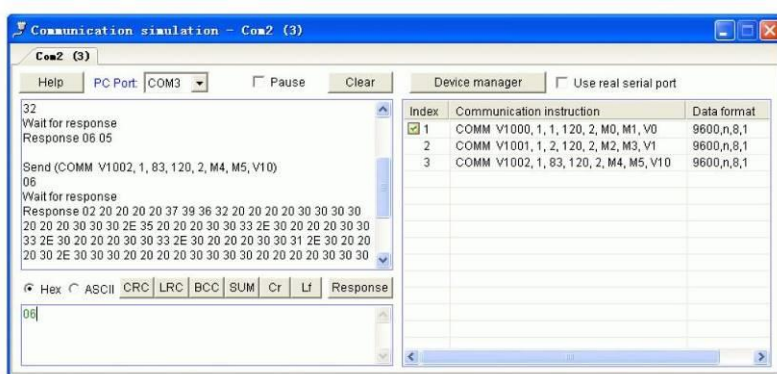 Communication simulation - Com2 (3)
Com2 (3)
Help PC Port: COM3 Pause Clear Device manager Use real serial port
32
Wait for response
Response 06 05
Send (COMM V1002, 1, 83, 120, 2, M4, M5, V10)
06
Wait for response
Response 02 20 20 20 20 37 39 36 32 20 20 20 20 30 30 30 30
20 20 20 30 30 30 2E 35 20 20 20 30 30 33 2E 30 20 20 20 30 30
33 2E 30 20 20 20 30 30 33 2E 30 20 20 20 30 30 31 2E 30 20 20
20 30 2E 30 30 30 20 20 20 20 30 30 30 30 20 20 20 20 30 30 30
Hex ASCII CRC LRC BCC SUM Cr Lf Response
06
Index Communication instruction Data format
1 COMM V1000, 1, 1, 120, 2, M0, M1, V0 9600,n,8,1
2 COMM V1001, 1, 2, 120, 2, M2, M3, V1 9600,n,8,1
3 COMM V1002, 1, 83, 120, 2, M4, M5, V10 9600,n,8,1